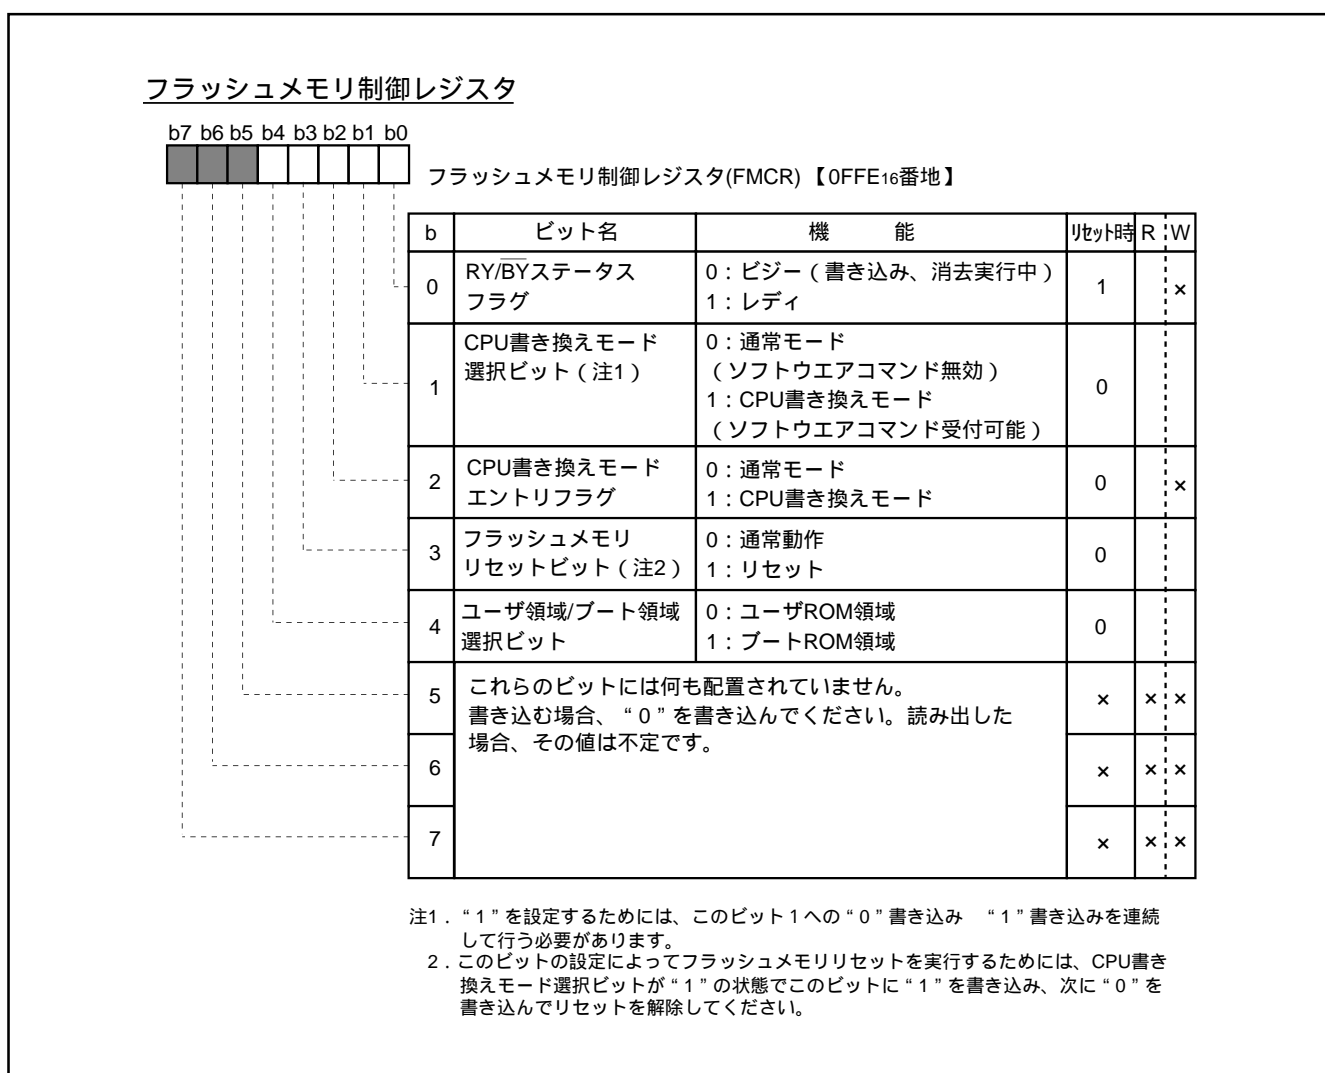 フラッシュメモリ制御レジスタ
b7 b6 b5 b4 b3 b2 b1 b0
フラッシュメモリ制御レジスタ(FMCR)【0FFE16番地】
b ビット名 機 能 リセット時 R W
0 RY/BYステータス 0:ビジー(書き込み、消去実行中) 1 ×
フラグ 1:レディ
1 CPU書き換えモード 0:通常モード 0
選択ビット(注1) (ソフトウエアコマンド無効)
1:CPU書き換えモード
(ソフトウエアコマンド受付可能)
2 CPU書き換えモード 0:通常モード 0 ×
エントリフラグ 1:CPU書き換えモード
3 フラッシュメモリ 0:通常動作 0
リセットビット(注2) 1:リセット
4 ユーザ領域/ブート領域 0:ユーザROM領域 0
選択ビット 1:ブートROM領域
5 これらのビットには何も配置されていません。 × × ×
書き込む場合、“0”を書き込んでください。読み出した
場合、その値は不定です。
6 × × ×
7 × × ×
注1.“1”を設定するためには、このビット1への“0”書き込み “1”書き込みを連続
して行う必要があります。
2.このビットの設定によってフラッシュメモリリセットを実行するためには、CPU書き
換えモード選択ビットが“1”の状態でこのビットに“1”を書き込み、次に“0”を
書き込んでリセットを解除してください。